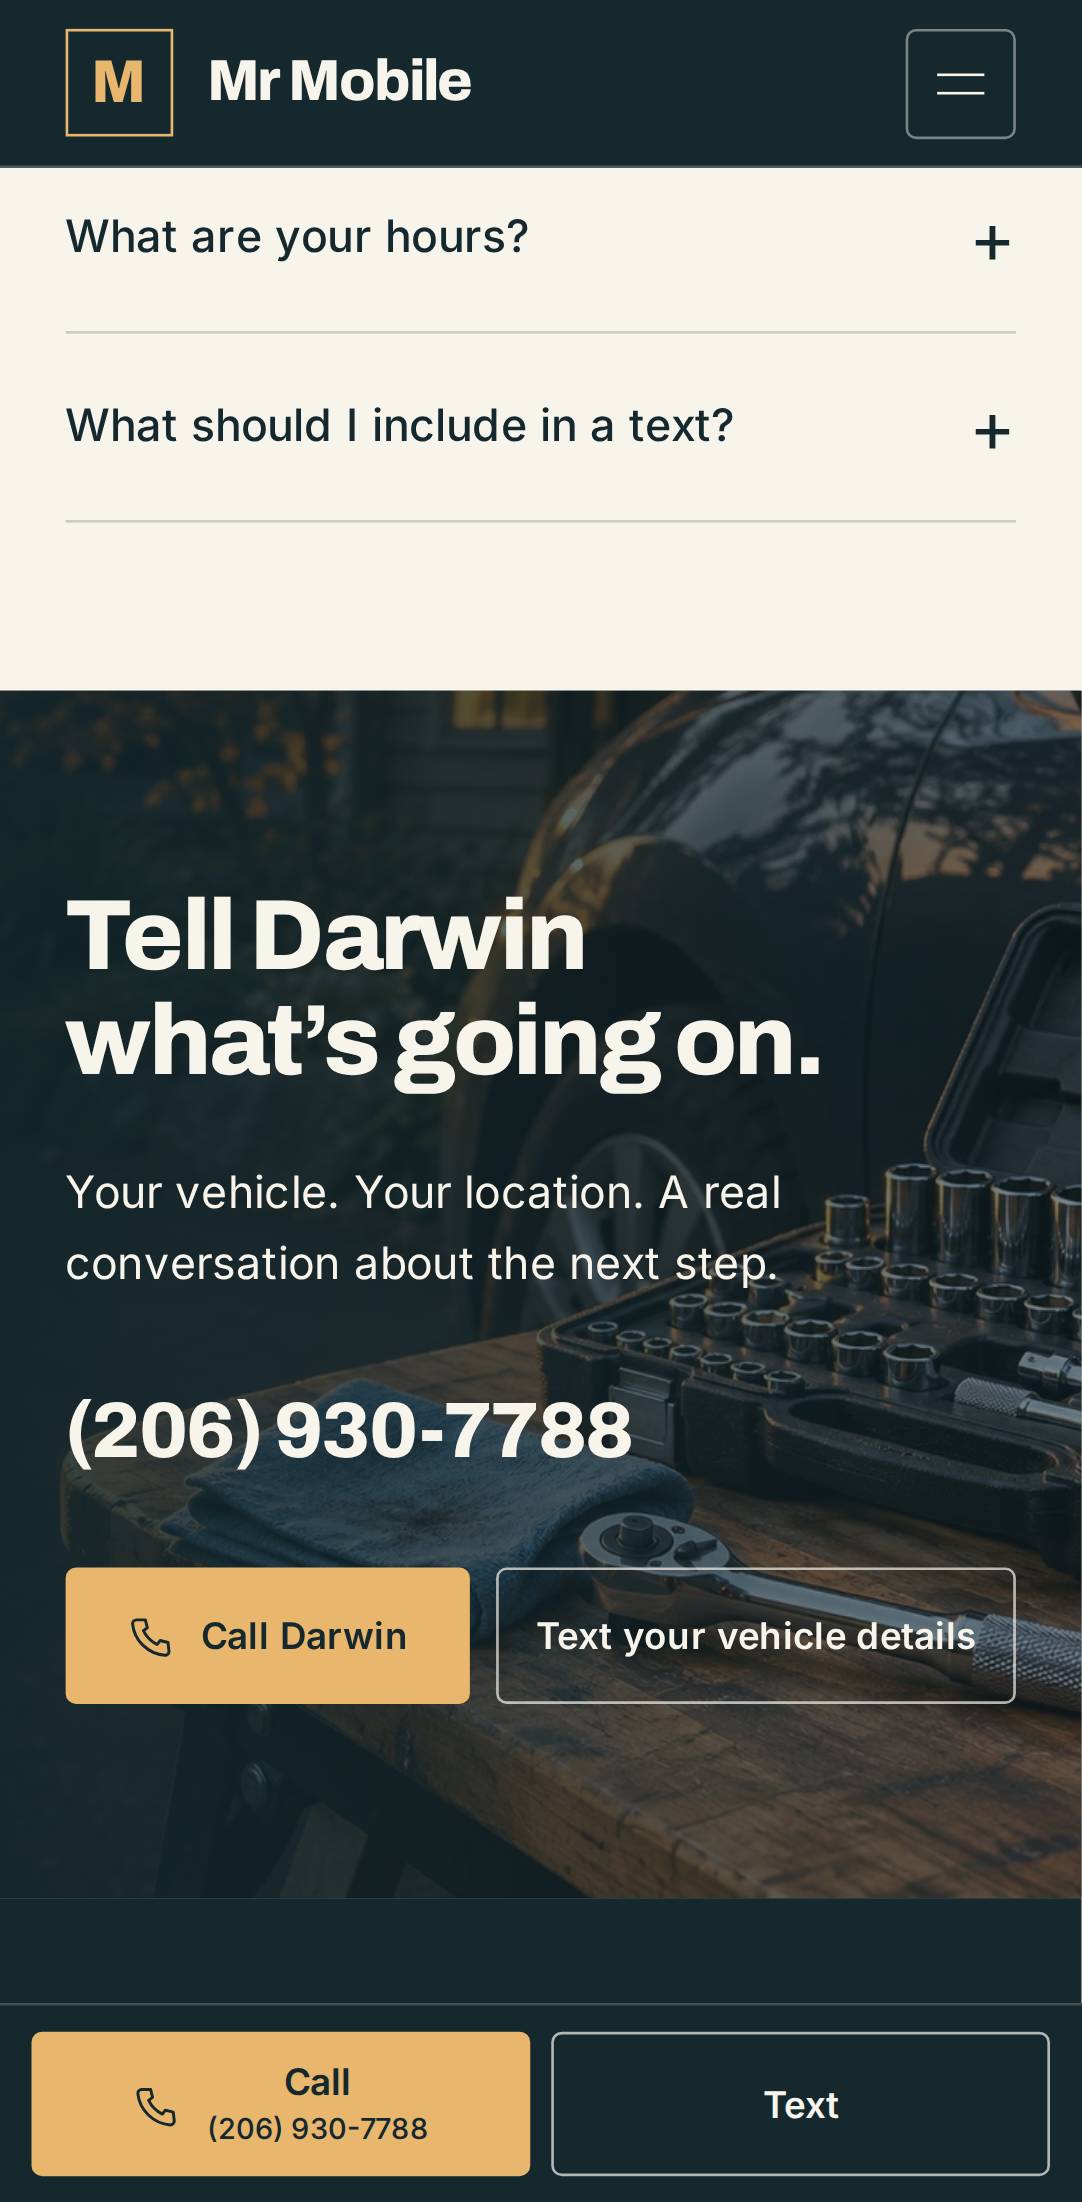 M
Mr Mobile
What are your hours?
+
What should I include in a text?
+
Tell Darwin
what’s going on.
Your vehicle. Your location. A real
conversation about the next step.
(206) 930-7788
Call Darwin
Text your vehicle details
Call
(206) 930-7788
Text